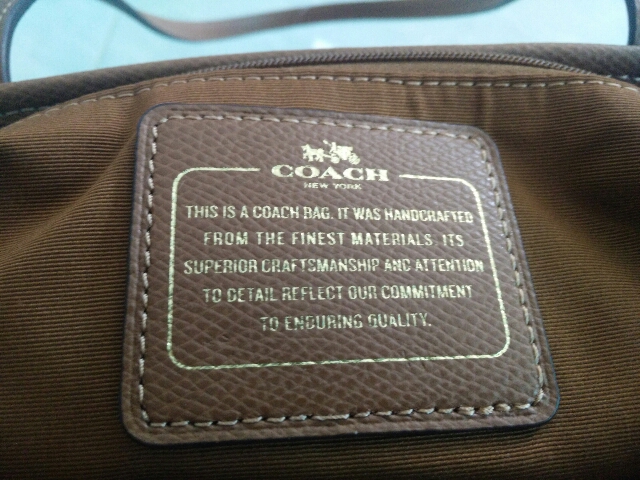 COACH
NEW YORK
THIS IS A COACH BAG. IT WAS HANDCRAFTED
FROM THE FINEST MATERIALS. ITS
SUPERIOR CRAFTSMANSHIP AND ATTENTION
TO DETAIL REFLECT OUR COMMITMENT
TO ENDURING QUALITY.